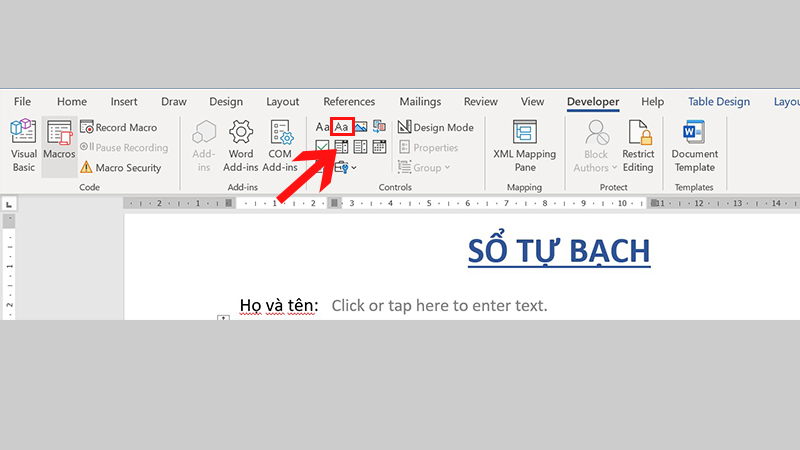 File Home Insert Draw Design Layout References Mailings Review View Developer Help Table Design
Aa Aa
Visual Basic
Macros
Record Macro
Pause Recording
Macro Security
Code
Add-ins
Word Add-ins
COM Add-ins
Add-ins
Design Mode
Properties
Group
Controls
XML Mapping Pane
Mapping
Block Authors
Restrict Editing
Protect
Document Template
Templates
2 1 1 1 2 3 4 5 6 7 8 9 10 11 12 13 14
1
2
SỔ TỰ BẠCH
Họ và tên: Click or tap here to enter text.